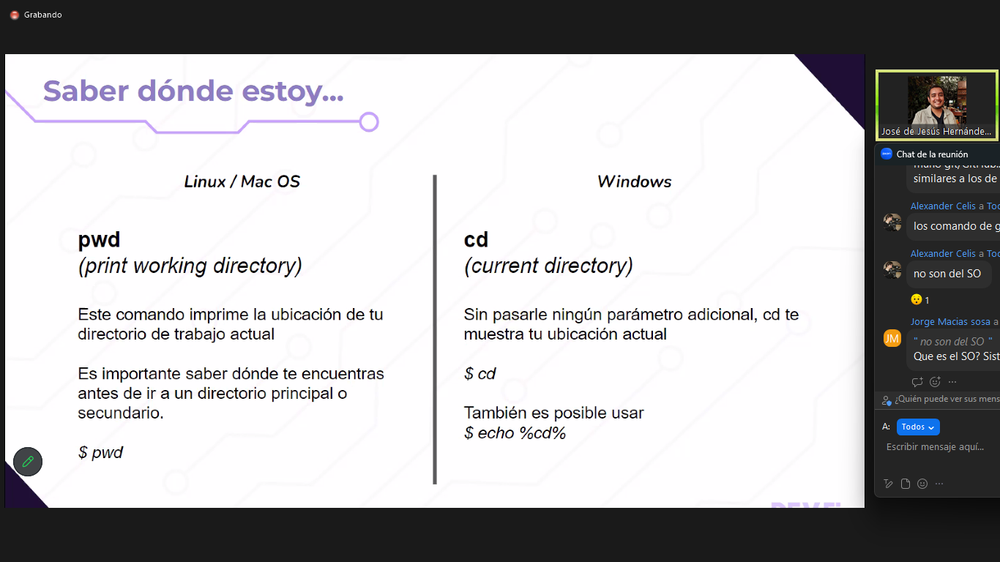 Grabando
Saber dónde estoy...
Linux / Mac OS
pwd
(print working directory)
Este comando imprime la ubicación de tu
directorio de trabajo actual
Es importante saber dónde te encuentras
antes de ir a un directorio principal o
secundario.
$ pwd
Windows
cd
(current directory)
Sin pasarle ningún parámetro adicional, cd te
muestra tu ubicación actual
$ cd
También es posible usar
$ echo %cd%
José de Jesús Hernánde...
Chat de la reunión
similares a los de
Alexander Celis a Too
los comando de g
Alexander Celis a Too
no son del SO
1
Jorge Macias sosa a
JM
" no son del SO "
Que es el SO? Sist
¿Quién puede ver sus mens
A: Todos
Escribir mensaje aquí...